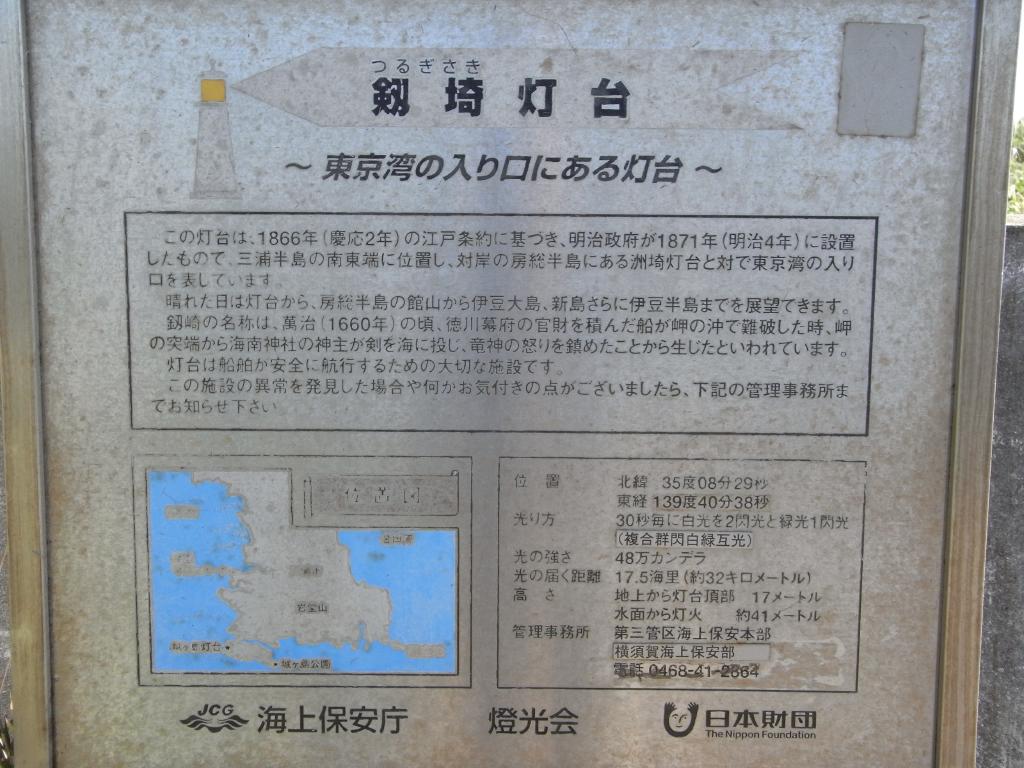 つるぎさき
剱埼灯台
～ 東京湾の入り口にある灯台 ～
この灯台は、1866年(慶応2年)の江戸条約に基づき、明治政府が1871年(明治4年)に設置
したもので、三浦半島の南東端に位置し、対岸の房総半島にある洲埼灯台と対で東京湾の入り
口を表しています。
晴れた日は灯台から、房総半島の館山から伊豆大島、新島さらに伊豆半島までを展望できます。
釼崎の名称は、萬治(1660年)の頃、徳川幕府の官財を積んだ船が岬の沖で難破した時、岬
の突端から海南神社の神主が剣を海に投じ、竜神の怒りを鎮めたことから生じたといわれています。
灯台は船舶が安全に航行するための大切な施設です。
この施設の異常を発見した場合や何かお気付きの点がございましたら、下記の管理事務所ま
でお知らせ下さい
位置図
岩堂山
城ヶ島灯台
城ヶ島公園
位置 北緯 35度08分29秒
東経 139度40分38秒
光り方 30秒毎に白光を2閃光と緑光1閃光
(複合群閃白緑互光)
光の強さ 48万カンデラ
光の届く距離 17.5海里(約32キロメートル)
高さ 地上から灯台頂部 17メートル
水面から灯火 約41メートル
管理事務所 第三管区海上保安本部
横須賀海上保安部
電話 0468-41-2864
JCG 海上保安庁 燈光会 日本財団
The Nippon Foundation